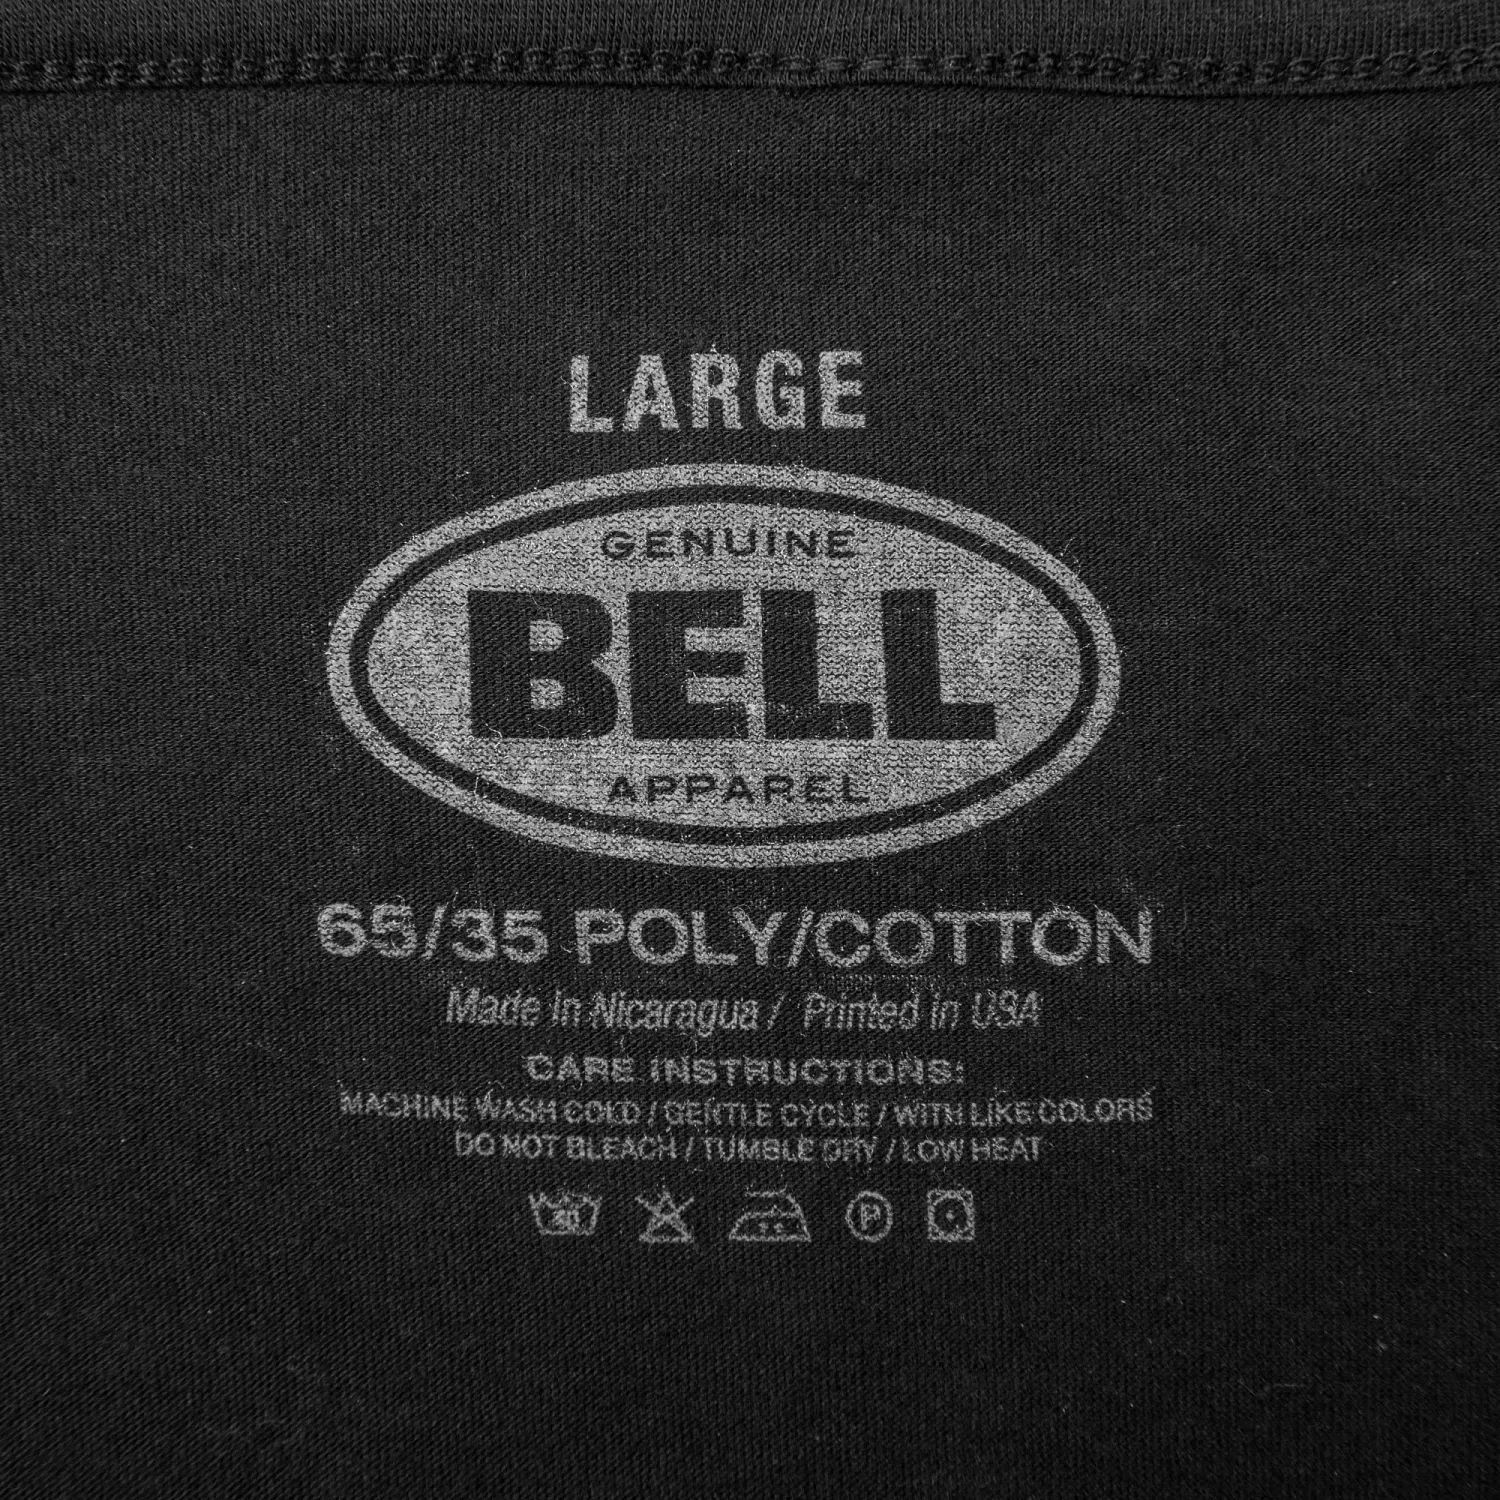 LARGE
GENUINE
BELL
APPAREL
65/35 POLY/COTTON
Made In Nicaragua / Printed in USA
CARE INSTRUCTIONS:
MACHINE WASH COLD / GENTLE CYCLE / WITH LIKE COLORS
DO NOT BLEACH / TUMBLE DRY / LOW HEAT
P